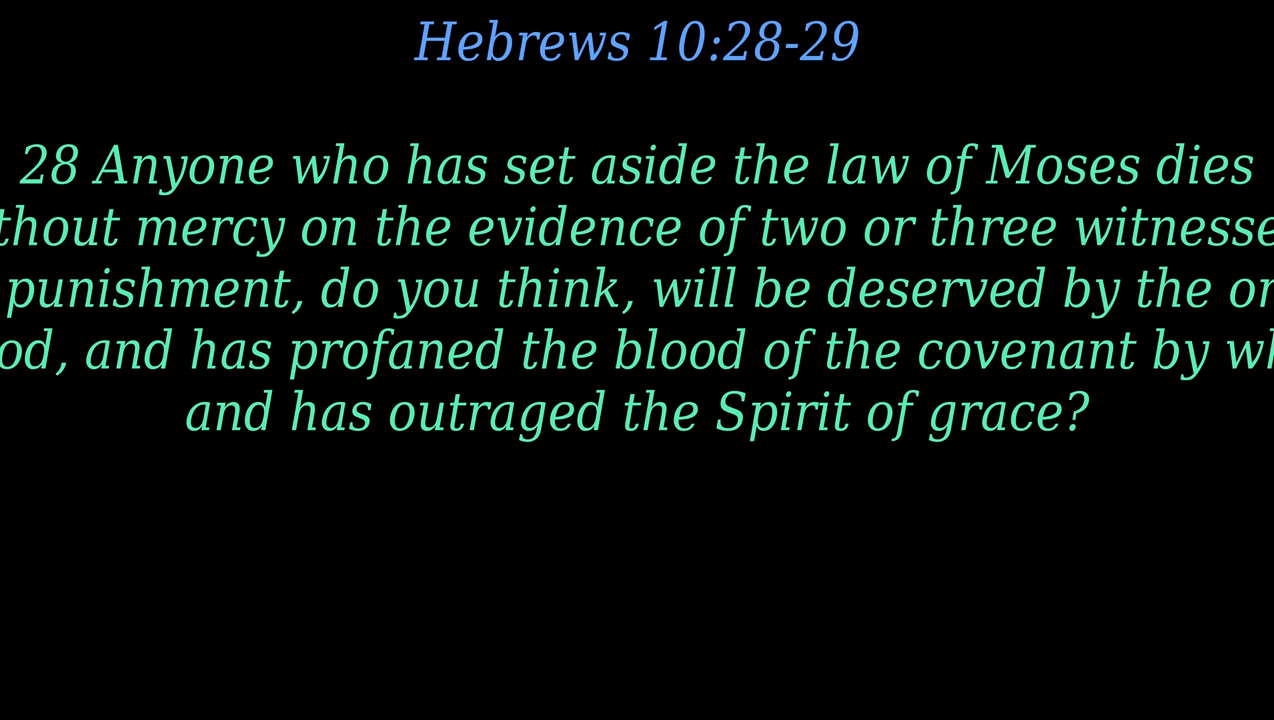 Hebrews 10:28-29
28 Anyone who has set aside the law of Moses dies
thout mercy on the evidence of two or three witnesse
punishment, do you think, will be deserved by the on
od, and has profaned the blood of the covenant by wh
and has outraged the Spirit of grace?